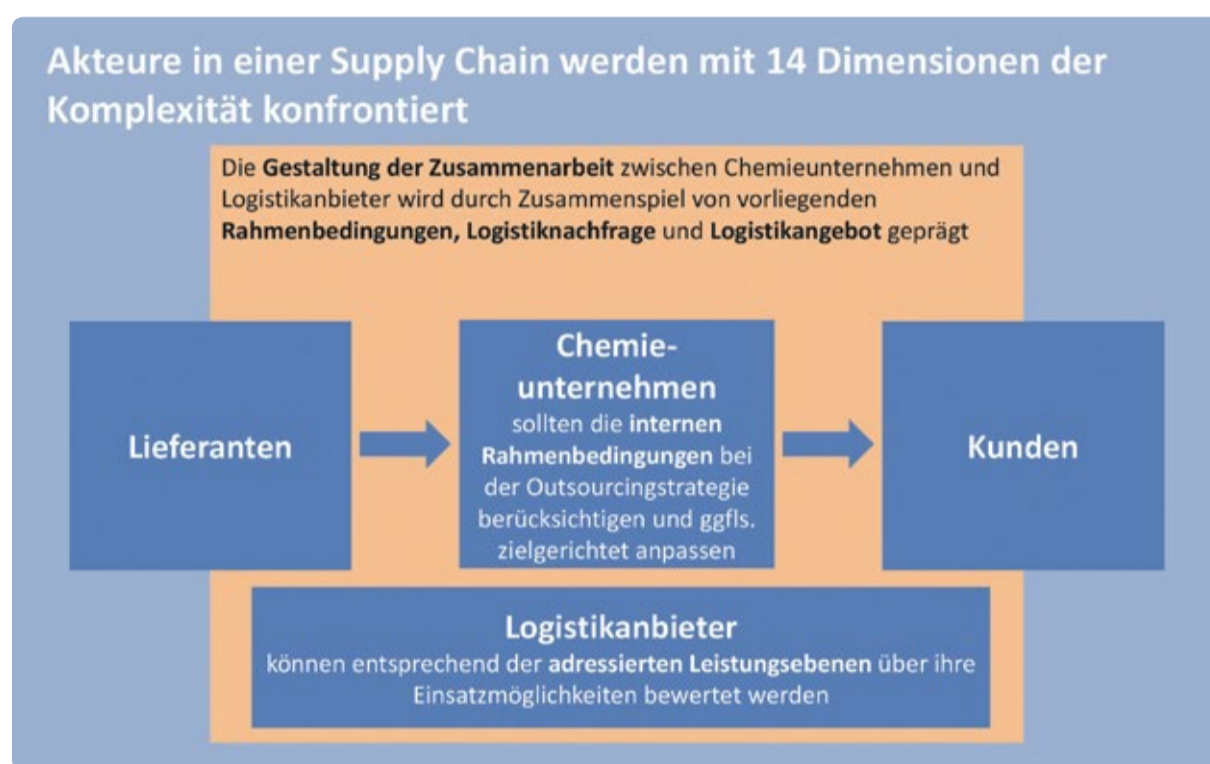 Akteure in einer Supply Chain werden mit 14 Dimensionen der
Komplexität konfrontiert
Die Gestaltung der Zusammenarbeit zwischen Chemieunternehmen und
Logistikanbieter wird durch Zusammenspiel von vorliegenden
Rahmenbedingungen, Logistiknachfrage und Logistikangebot geprägt
Lieferanten
Chemie-
unternehmen
sollten die internen
Rahmenbedingungen bei
der Outsourcingstrategie
berücksichtigen und ggfls.
zielgerichtet anpassen
Kunden
Logistikanbieter
können entsprechend der adressierten Leistungsebenen über ihre
Einsatzmöglichkeiten bewertet werden